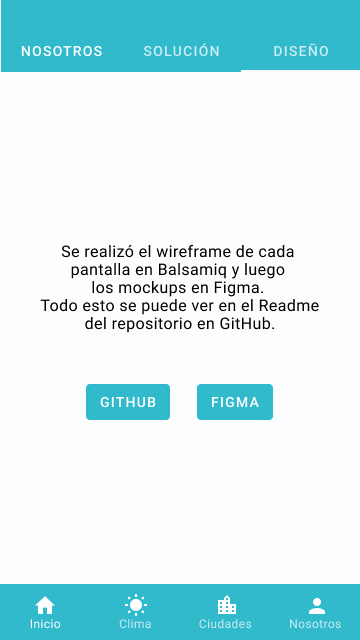 NOSOTROS SOLUCIÓN DISEÑO
Se realizó el wireframe de cada
pantalla en Balsamiq y luego
los mockups en Figma.
Todo esto se puede ver en el Readme
del repositorio en GitHub.
GITHUB FIGMA
Inicio Clima Ciudades Nosotros